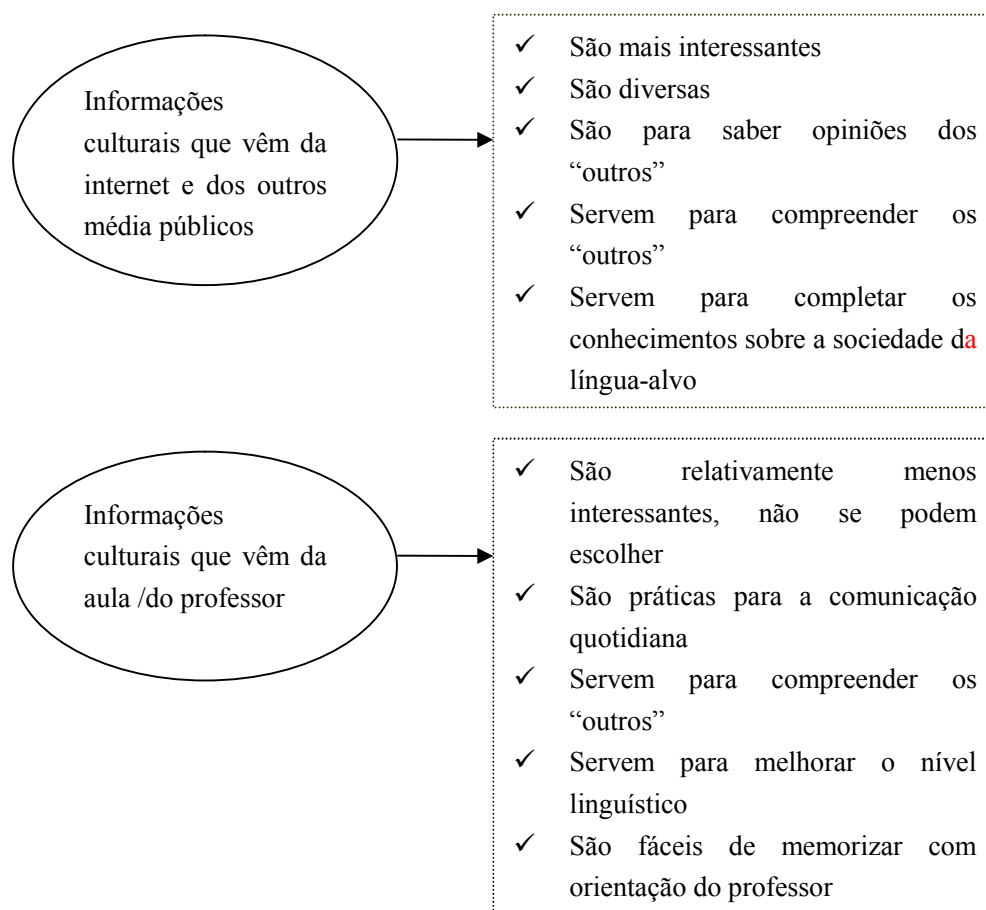 Informações
culturais que vêm da
internet e dos outros
média públicos
✓ São mais interessantes
✓ São diversas
✓ São para saber opiniões dos
“outros”
✓ Servem para compreender os
“outros”
✓ Servem para completar os
conhecimentos sobre a sociedade da
língua-alvo
Informações
culturais que vêm da
aula /do professor
✓ São relativamente menos
interessantes, não se podem
escolher
✓ São práticas para a comunicação
quotidiana
✓ Servem para compreender os
“outros”
✓ Servem para melhorar o nível
linguístico
✓ São fáceis de memorizar com
orientação do professor